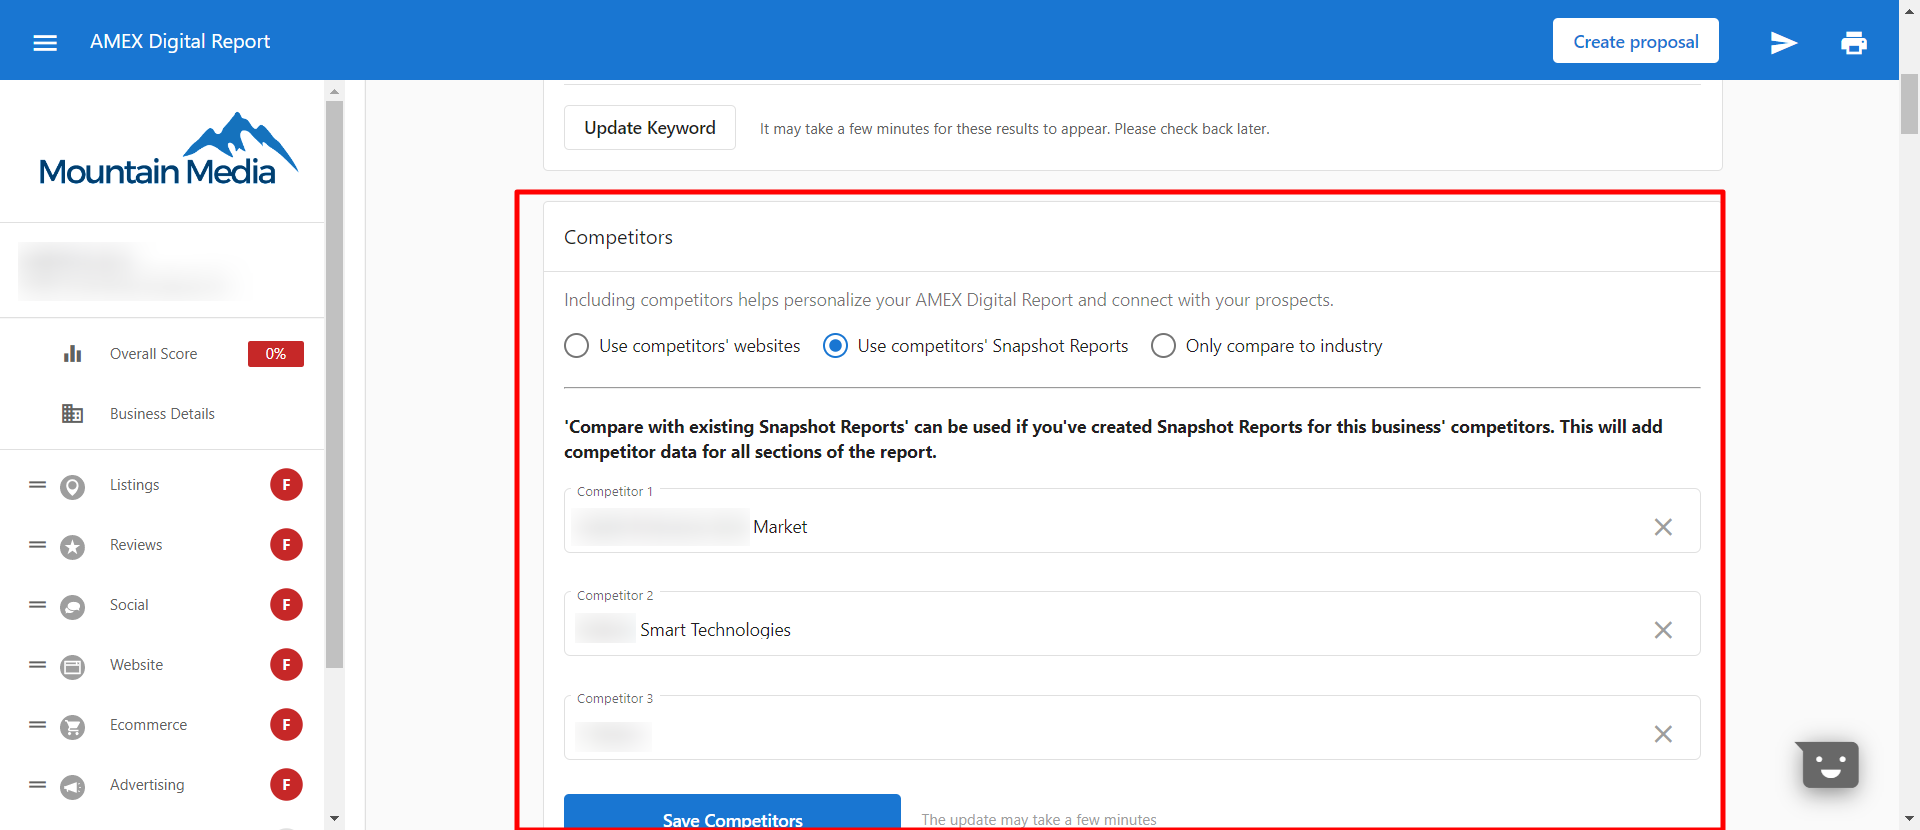 AMEX Digital Report
Create proposal
Mountain Media
Overall Score 0%
Business Details
Listings F
Reviews F
Social F
Website F
Ecommerce F
Advertising F
Update Keyword
It may take a few minutes for these results to appear. Please check back later.
Competitors
Including competitors helps personalize your AMEX Digital Report and connect with your prospects.
Use competitors' websites
Use competitors' Snapshot Reports
Only compare to industry
'Compare with existing Snapshot Reports' can be used if you've created Snapshot Reports for this business' competitors. This will add
competitor data for all sections of the report.
Competitor 1
Market
Competitor 2
Smart Technologies
Competitor 3
Save Competitors
The update may take a few minutes